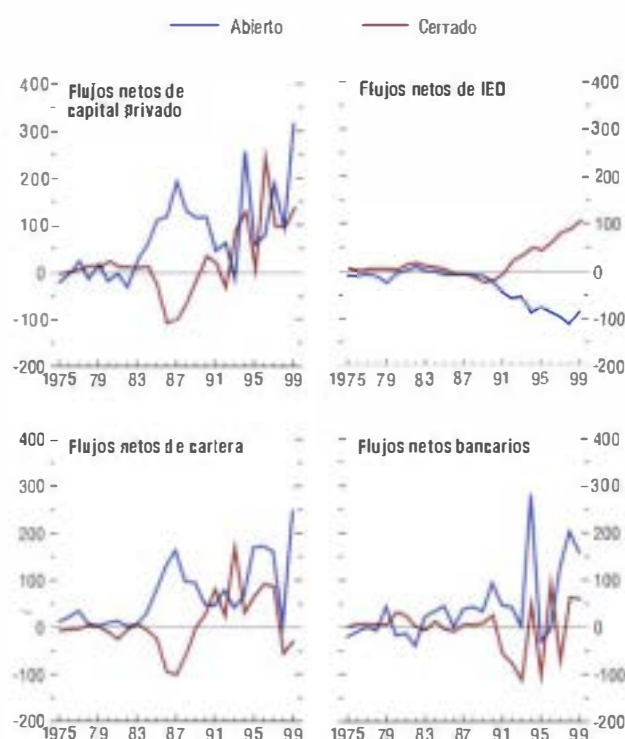 Abierto Cerrado
Flujos netos de
capital privado
400
300
200
100
0
-100
-200
1975 79 83 87 91 95 99
Flujos netos de IED
400
300
200
100
0
-100
-200
1975 79 83 87 91 95 99
Flujos netos de cartera
400
300
200
100
0
-100
-200
1975 79 83 87 91 95 99
Flujos netos bancarios
400
300
200
100
0
-100
-200
1975 79 83 87 91 95 99